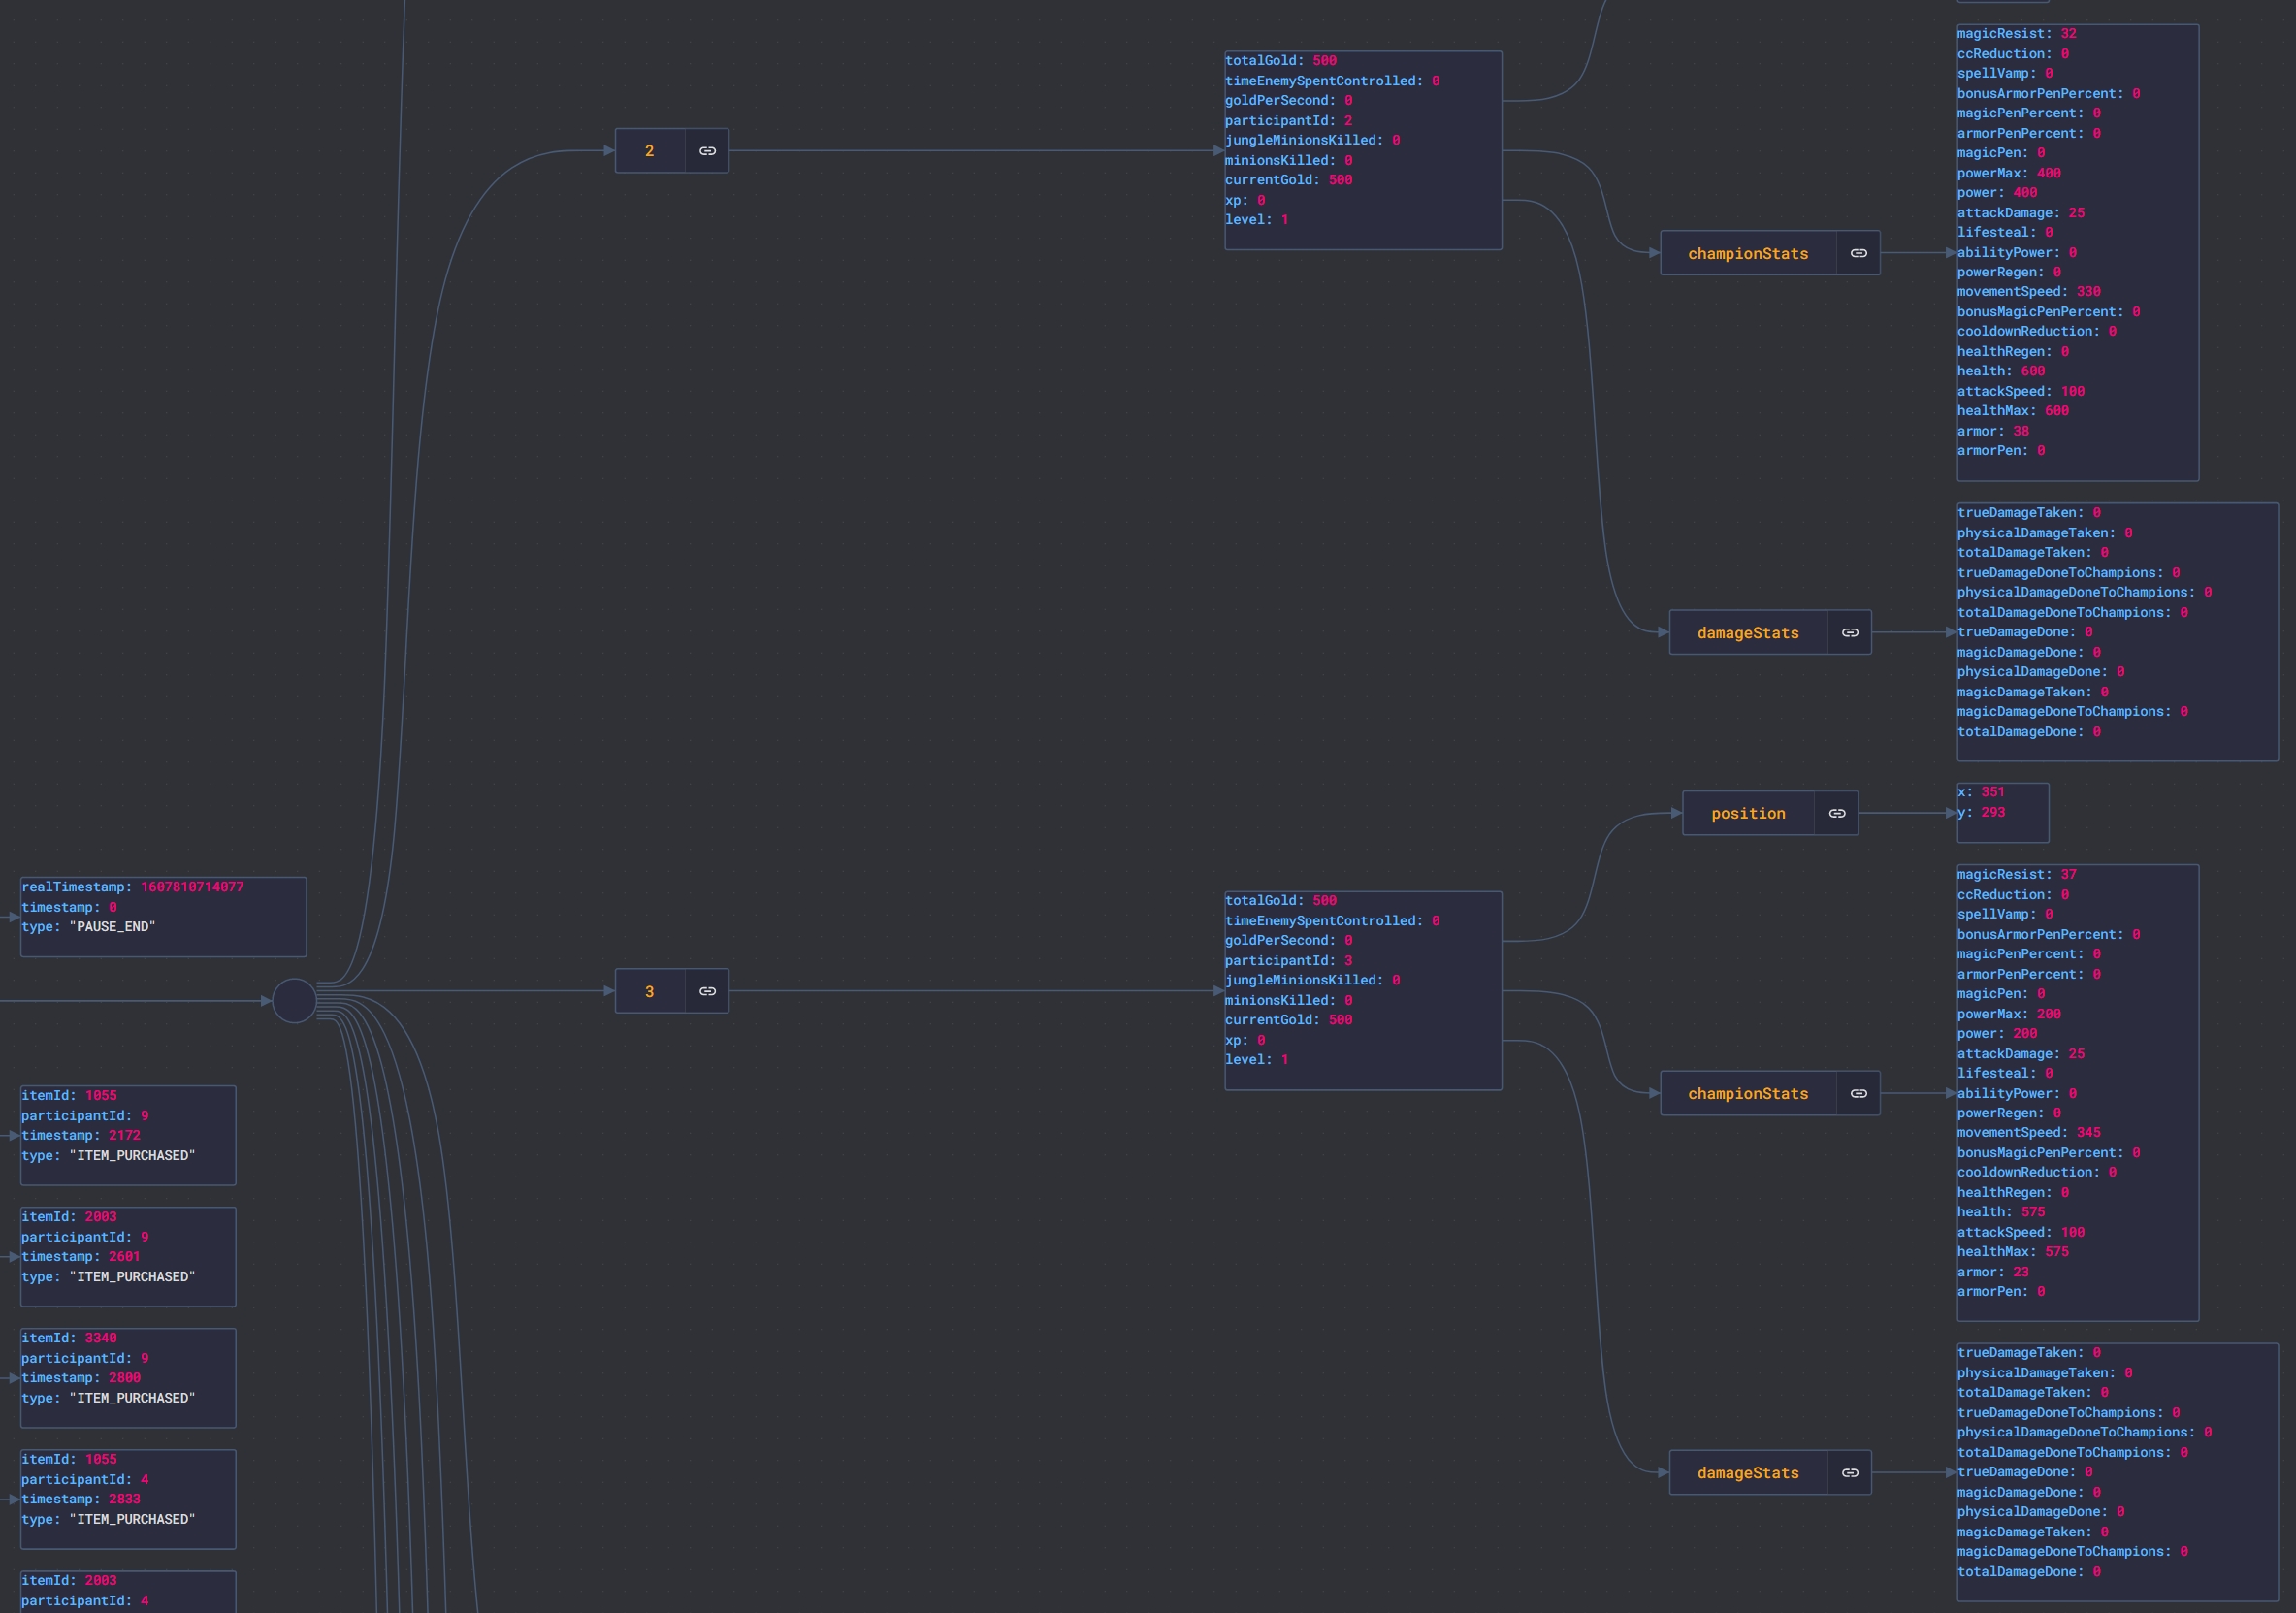 realTimestamp: 1607810714077
timestamp: 0
type: "PAUSE_END"
itemId: 1055
participantId: 9
timestamp: 2172
type: "ITEM_PURCHASED"
itemId: 2003
participantId: 9
timestamp: 2601
type: "ITEM_PURCHASED"
itemId: 3340
participantId: 9
timestamp: 2800
type: "ITEM_PURCHASED"
itemId: 1055
participantId: 4
timestamp: 2833
type: "ITEM_PURCHASED"
itemId: 2003
participantId: 4
2
totalGold: 500
timeEnemySpentControlled: 0
goldPerSecond: 0
participantId: 2
jungleMinionsKilled: 0
minionsKilled: 0
currentGold: 500
xp: 0
level: 1
championStats
magicResist: 32
ccReduction: 0
spellVamp: 0
bonusArmorPenPercent: 0
magicPenPercent: 0
armorPenPercent: 0
magicPen: 0
powerMax: 400
power: 400
attackDamage: 25
lifesteal: 0
abilityPower: 0
powerRegen: 0
movementSpeed: 330
bonusMagicPenPercent: 0
cooldownReduction: 0
healthRegen: 0
health: 600
attackSpeed: 100
healthMax: 600
armor: 38
armorPen: 0
damageStats
trueDamageTaken: 0
physicalDamageTaken: 0
totalDamageTaken: 0
trueDamageDoneToChampions: 0
physicalDamageDoneToChampions: 0
totalDamageDoneToChampions: 0
trueDamageDone: 0
magicDamageDone: 0
physicalDamageDone: 0
magicDamageTaken: 0
magicDamageDoneToChampions: 0
totalDamageDone: 0
3
totalGold: 500
timeEnemySpentControlled: 0
goldPerSecond: 0
participantId: 3
jungleMinionsKilled: 0
minionsKilled: 0
currentGold: 500
xp: 0
level: 1
position
x: 351
y: 293
championStats
magicResist: 37
ccReduction: 0
spellVamp: 0
bonusArmorPenPercent: 0
magicPenPercent: 0
armorPenPercent: 0
magicPen: 0
powerMax: 200
power: 200
attackDamage: 25
lifesteal: 0
abilityPower: 0
powerRegen: 0
movementSpeed: 345
bonusMagicPenPercent: 0
cooldownReduction: 0
healthRegen: 0
health: 575
attackSpeed: 100
healthMax: 575
armor: 23
armorPen: 0
damageStats
trueDamageTaken: 0
physicalDamageTaken: 0
totalDamageTaken: 0
trueDamageDoneToChampions: 0
physicalDamageDoneToChampions: 0
totalDamageDoneToChampions: 0
trueDamageDone: 0
magicDamageDone: 0
physicalDamageDone: 0
magicDamageTaken: 0
magicDamageDoneToChampions: 0
totalDamageDone: 0